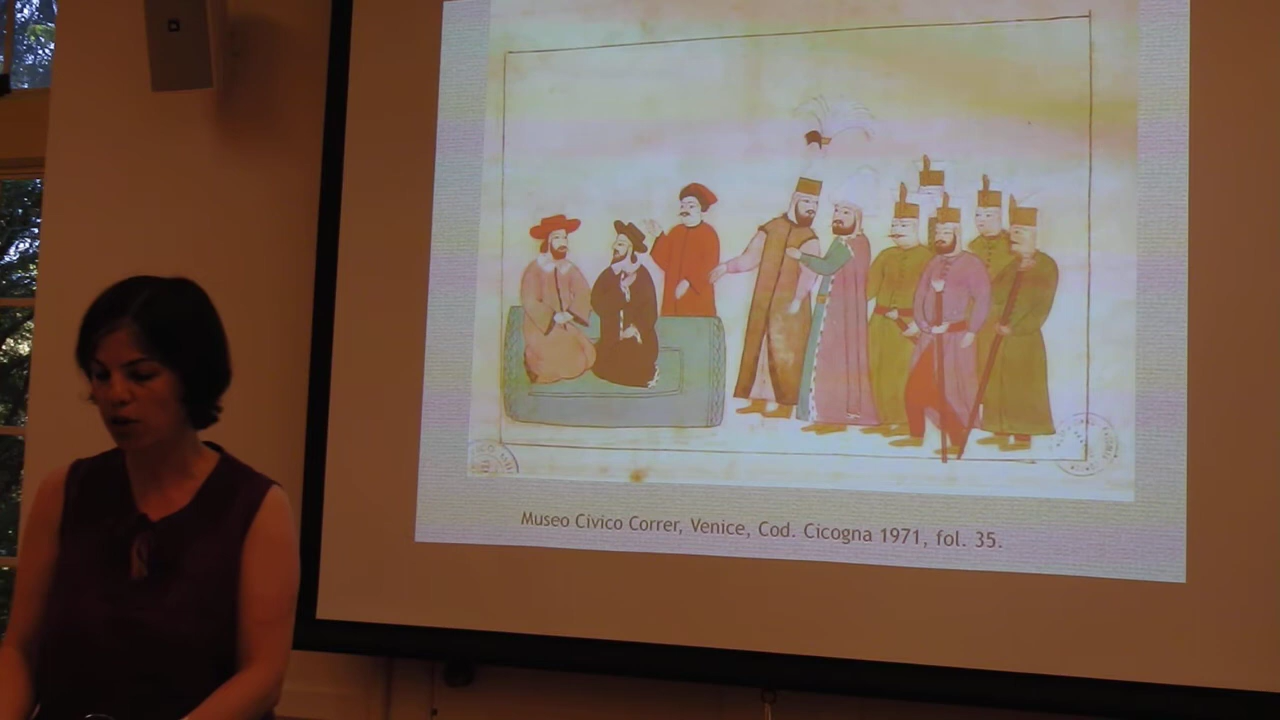 Museo Civico Correr, Venice, Cod. Cicogna 1971, fol. 35.